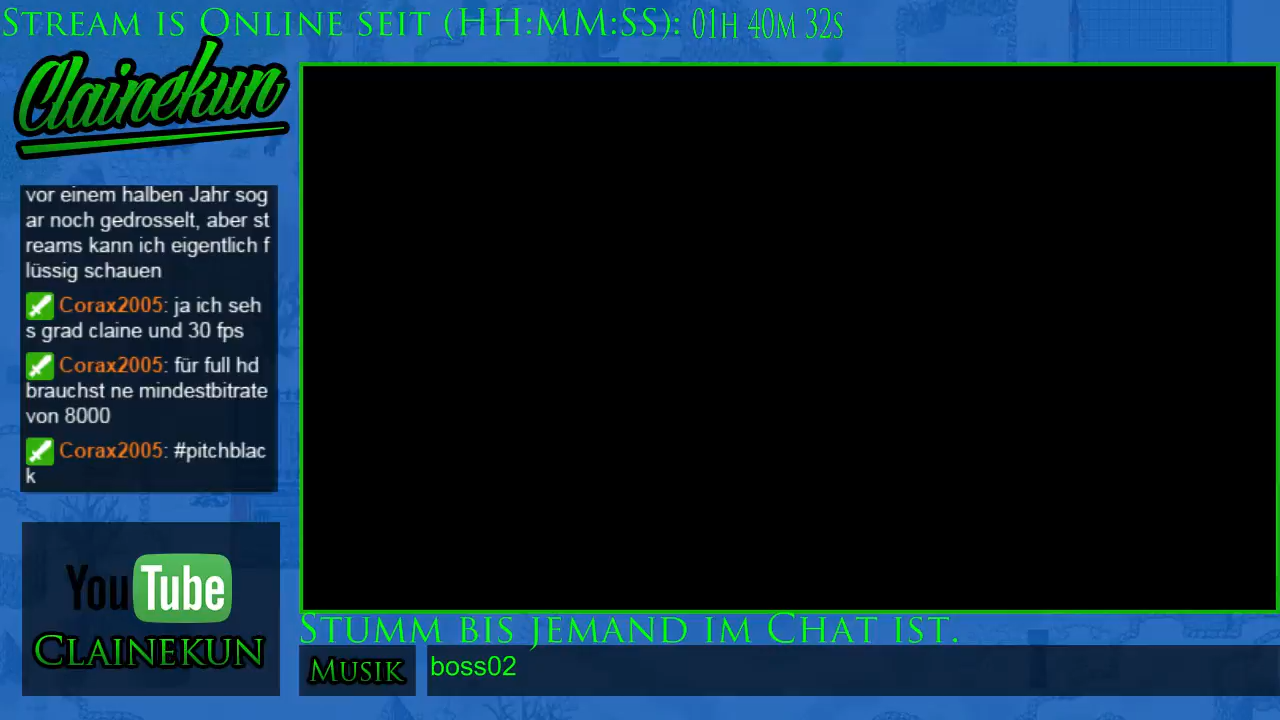 Stream is Online seit (HH:MM:SS): 01H 40M 32S
Clainekun
vor einem halben Jahr sog
ar noch gedrosselt, aber st
reams kann ich eigentlich f
lüssig schauen
Corax2005: ja ich seh
s grad claine und 30 fps
Corax2005: für full hd
brauchst ne mindestbitrate
von 8000
Corax2005: #pitchblac
k
YouTube
Clainekun
Stumm bis jemand im Chat ist.
Musik
boss02